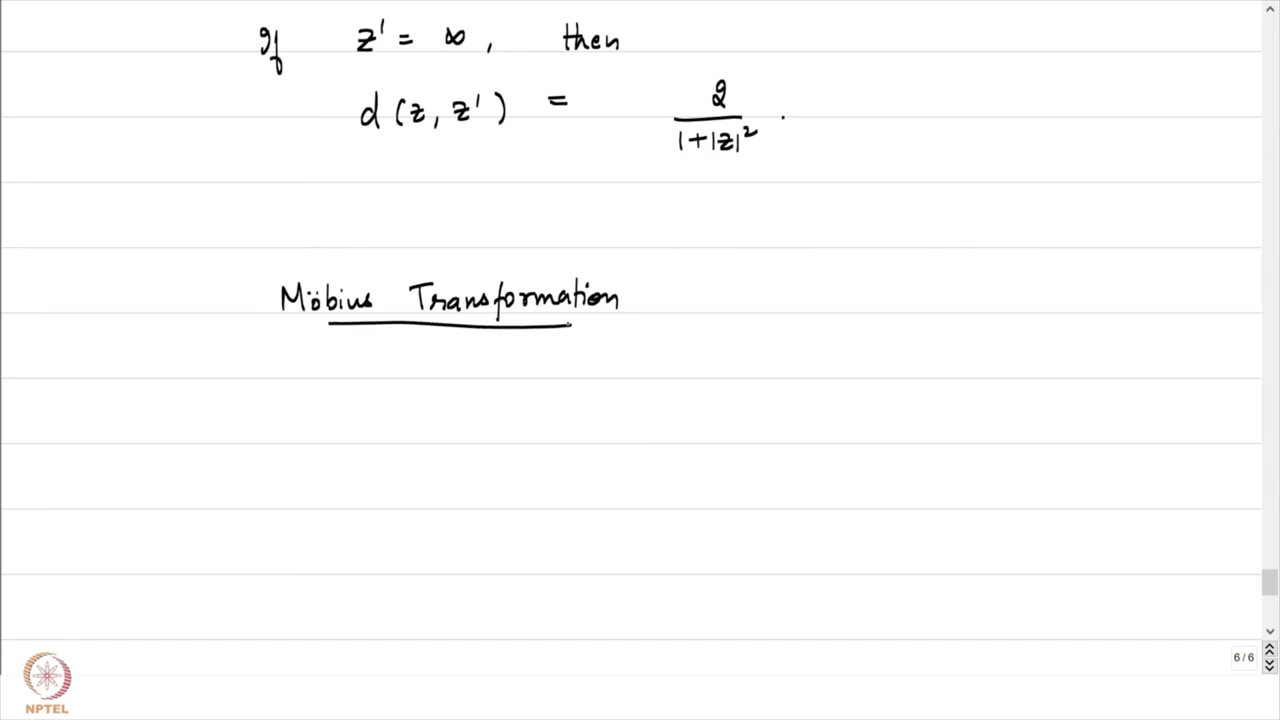 If z' = ∞, then
d(z, z') = 2 / 1+|z|² .
Möbius Transformation
6/6
NPTEL